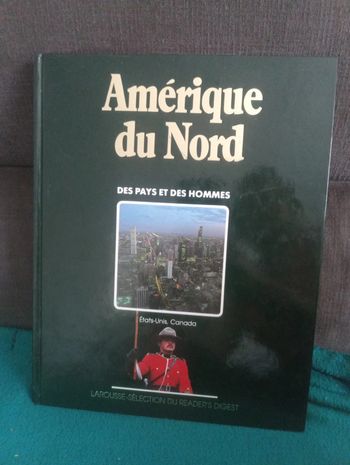 Amérique
du Nord
DES PAYS ET DES HOMMES
États-Unis, Canada
LAROUSSE-SÉLECTION DU READER'S DIGEST